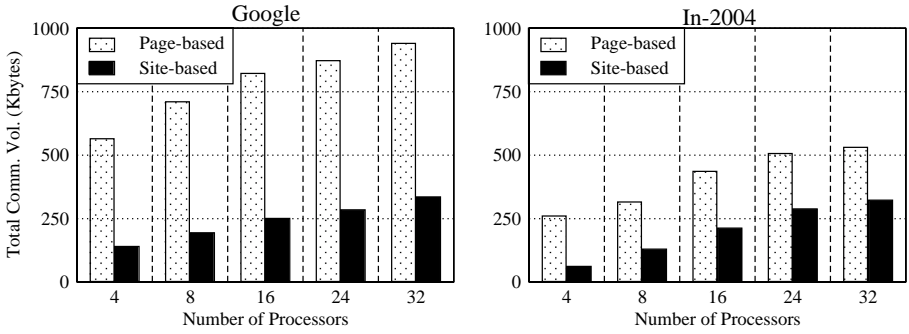 Google
Total Comm. Vol. (Kbytes)
1000
750
500
250
0
Page-based
Site-based
4 8 16 24 32
Number of Processors
In-2004
1000
750
500
250
0
Page-based
Site-based
4 8 16 24 32
Number of Processors